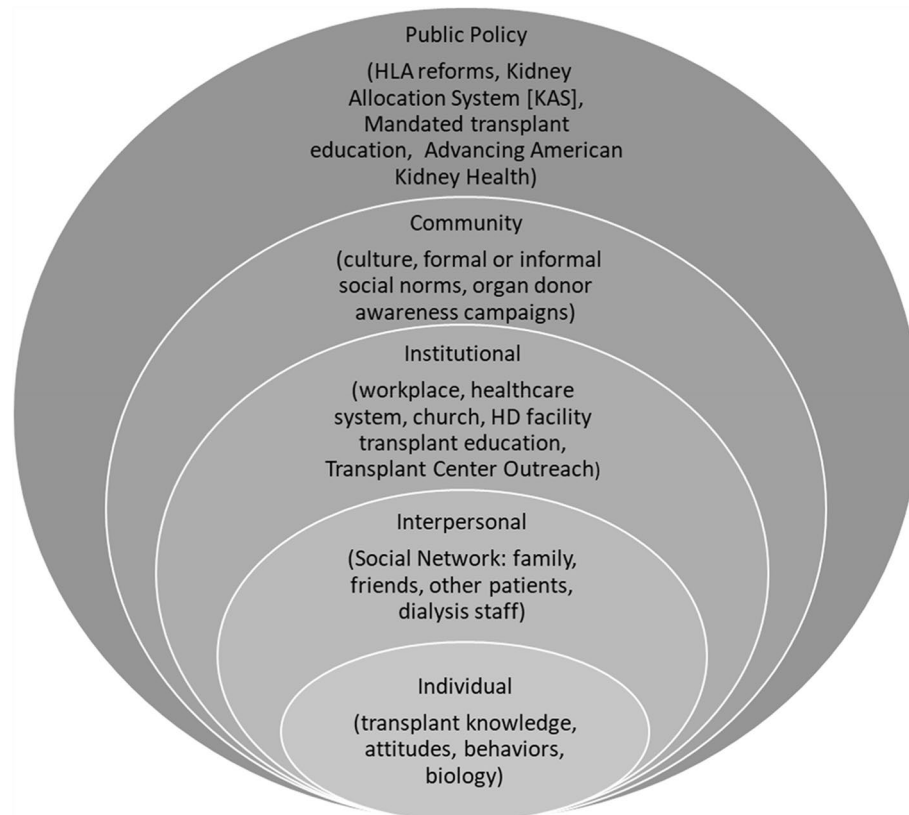 Public Policy
(HLA reforms, Kidney
Allocation System [KAS],
Mandated transplant
education, Advancing American
Kidney Health)
Community
(culture, formal or informal
social norms, organ donor
awareness campaigns)
Institutional
(workplace, healthcare
system, church, HD facility
transplant education,
Transplant Center Outreach)
Interpersonal
(Social Network: family,
friends, other patients,
dialysis staff)
Individual
(transplant knowledge,
attitudes, behaviors,
biology)